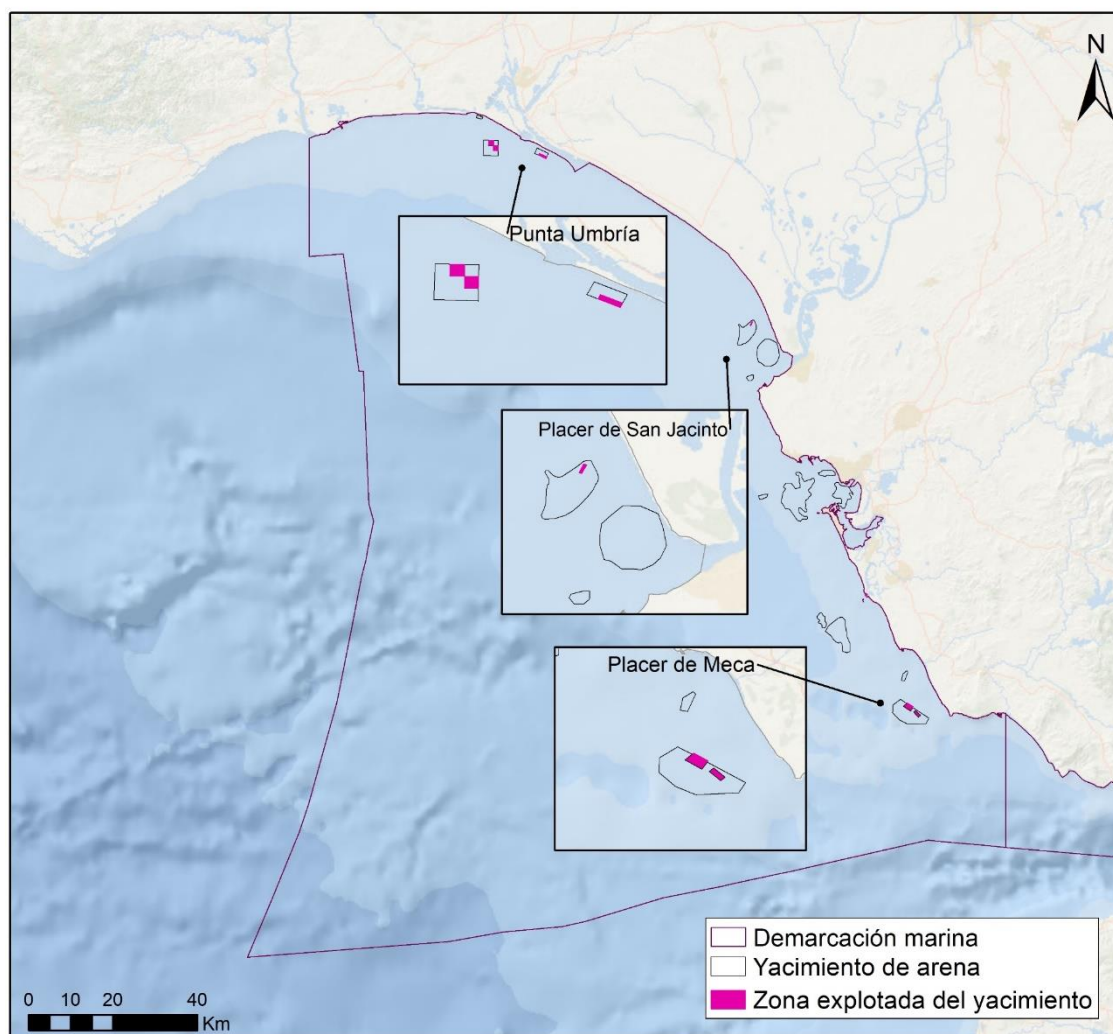 N
Punta Umbría
Placer de San Jacinto
Placer de Meca
Demarcación marina
Yacimiento de arena
Zona explotada del yacimiento
0 10 20 40
Km